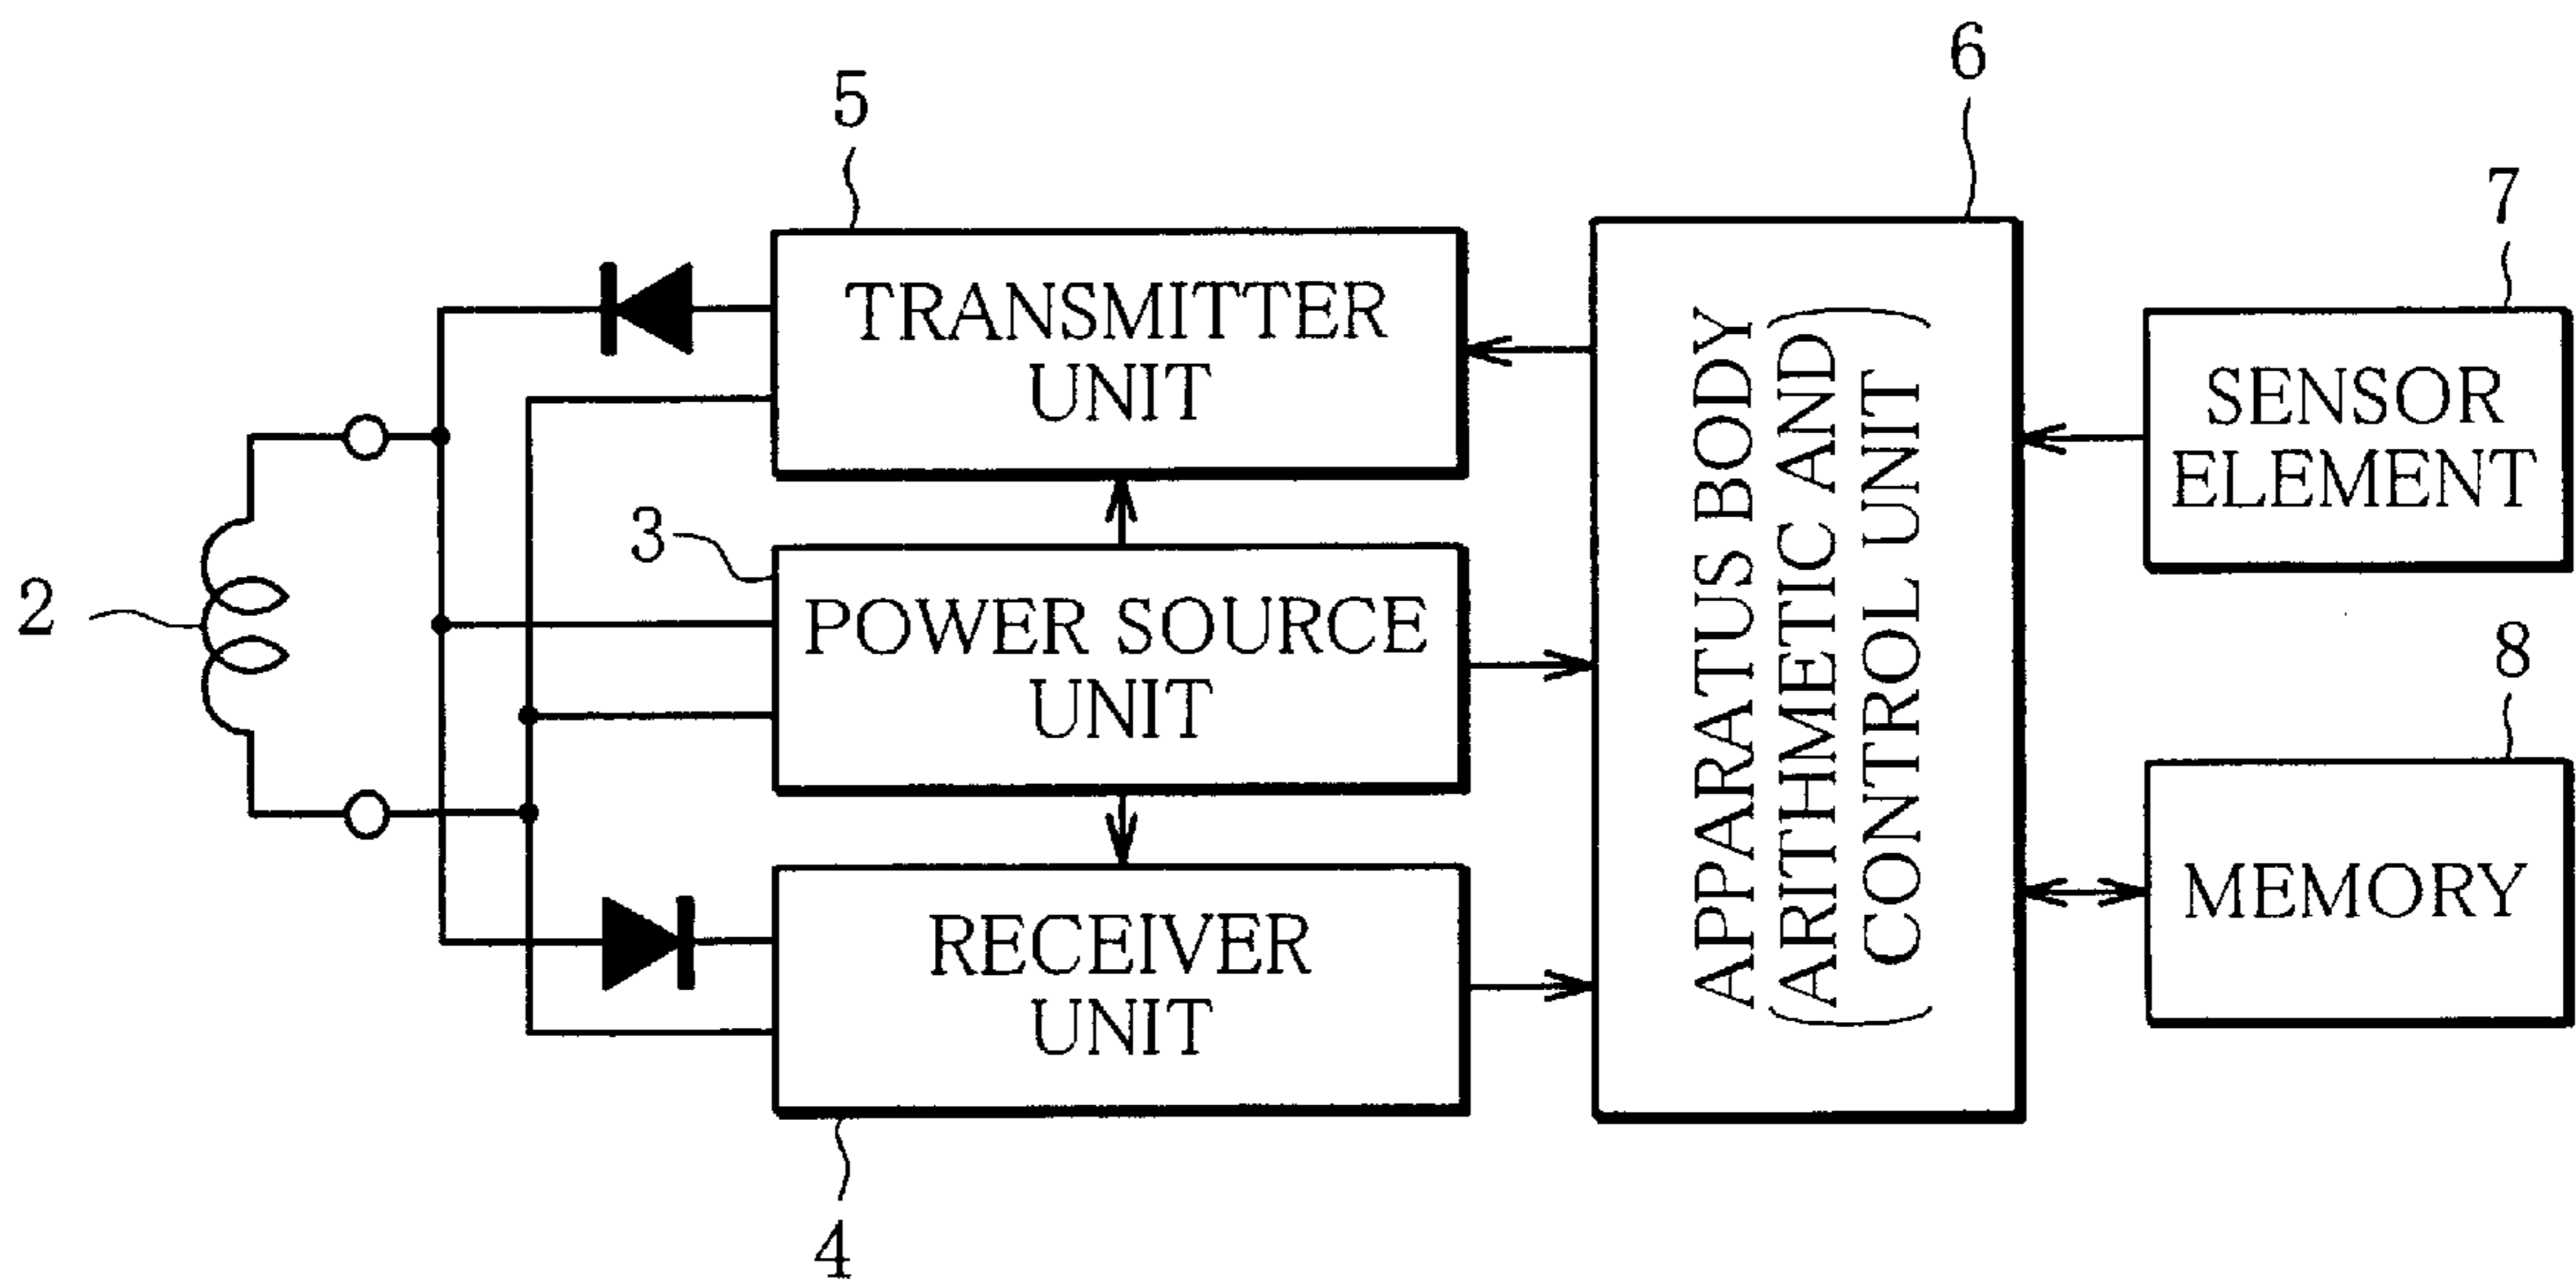 5
TRANSMITTER
UNIT
3
POWER SOURCE
UNIT
RECEIVER
UNIT
4
2
6
APPARATUS BODY
(ARITHMETIC AND
CONTROL UNIT)
7
SENSOR
ELEMENT
8
MEMORY